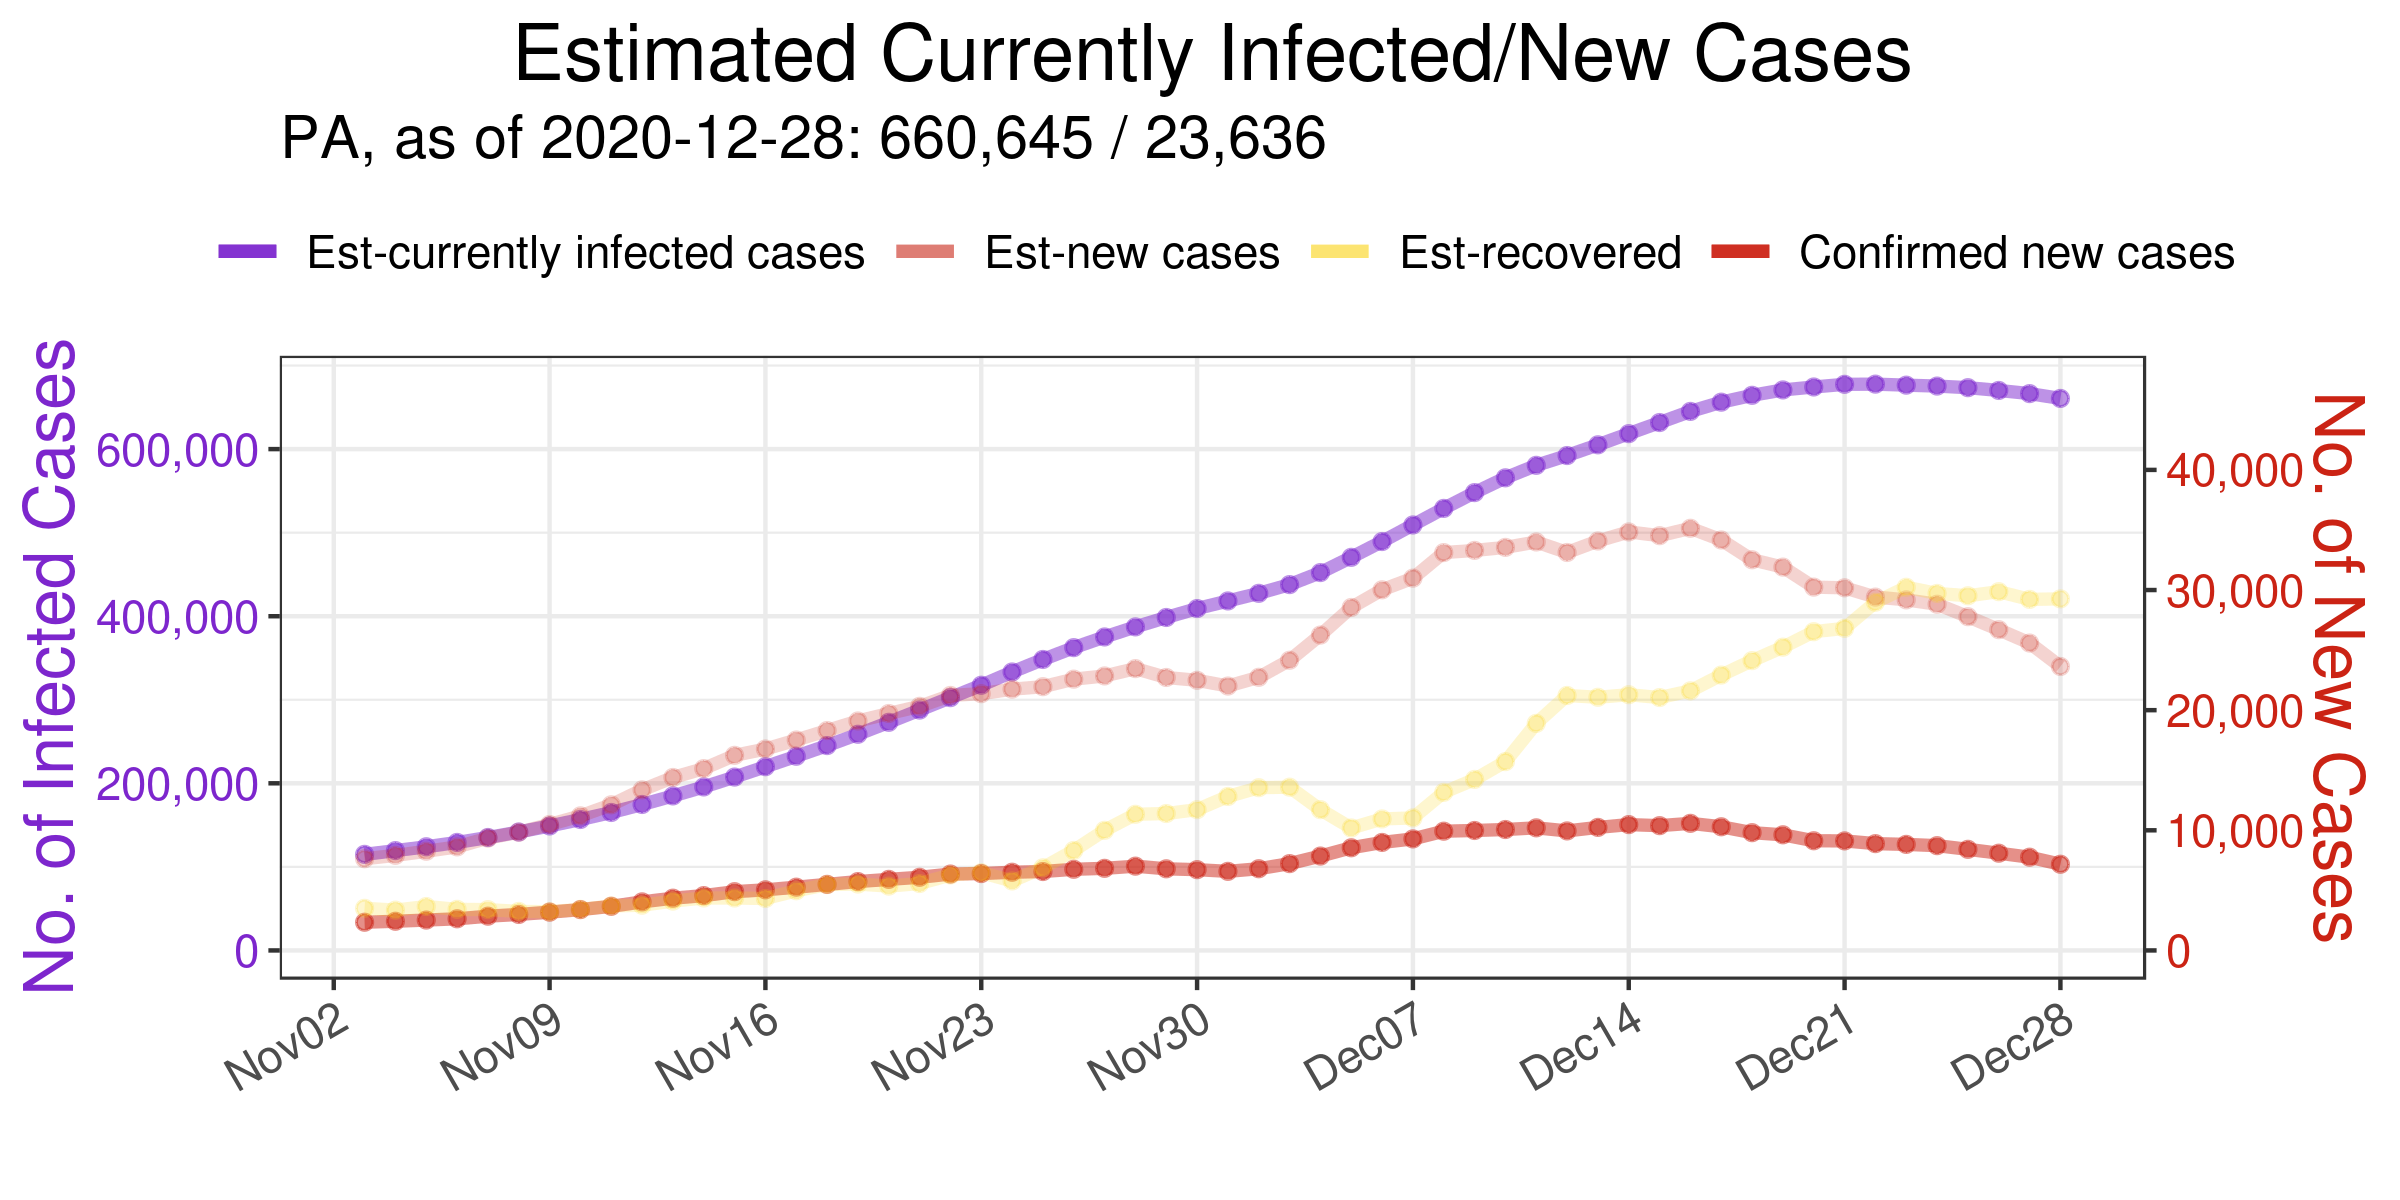 Estimated Currently Infected/New Cases
PA, as of 2020-12-28: 660,645 / 23,636
Est-currently infected cases Est-new cases Est-recovered Confirmed new cases
No. of Infected Cases
600,000
400,000
200,000
0
40,000
30,000
20,000
10,000
0
No. of New Cases
Nov02 Nov09 Nov16 Nov23 Nov30 Dec07 Dec14 Dec21 Dec28